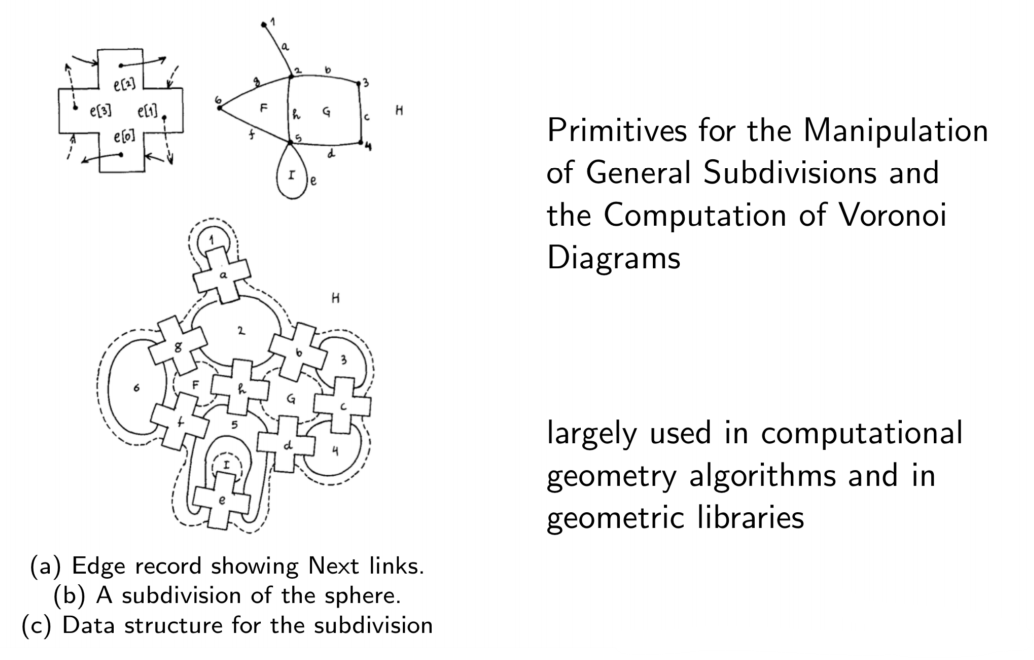 1
a
e[2]
e[3] e[1]
e[0]
2 b 3
g
6 F h G c H
f 5 d 4
I e
1
a
H
2
g b 3
6 F h G c
f 5 d 4
I
e
(a) Edge record showing Next links.
(b) A subdivision of the sphere.
(c) Data structure for the subdivision
Primitives for the Manipulation
of General Subdivisions and
the Computation of Voronoi
Diagrams
largely used in computational
geometry algorithms and in
geometric libraries